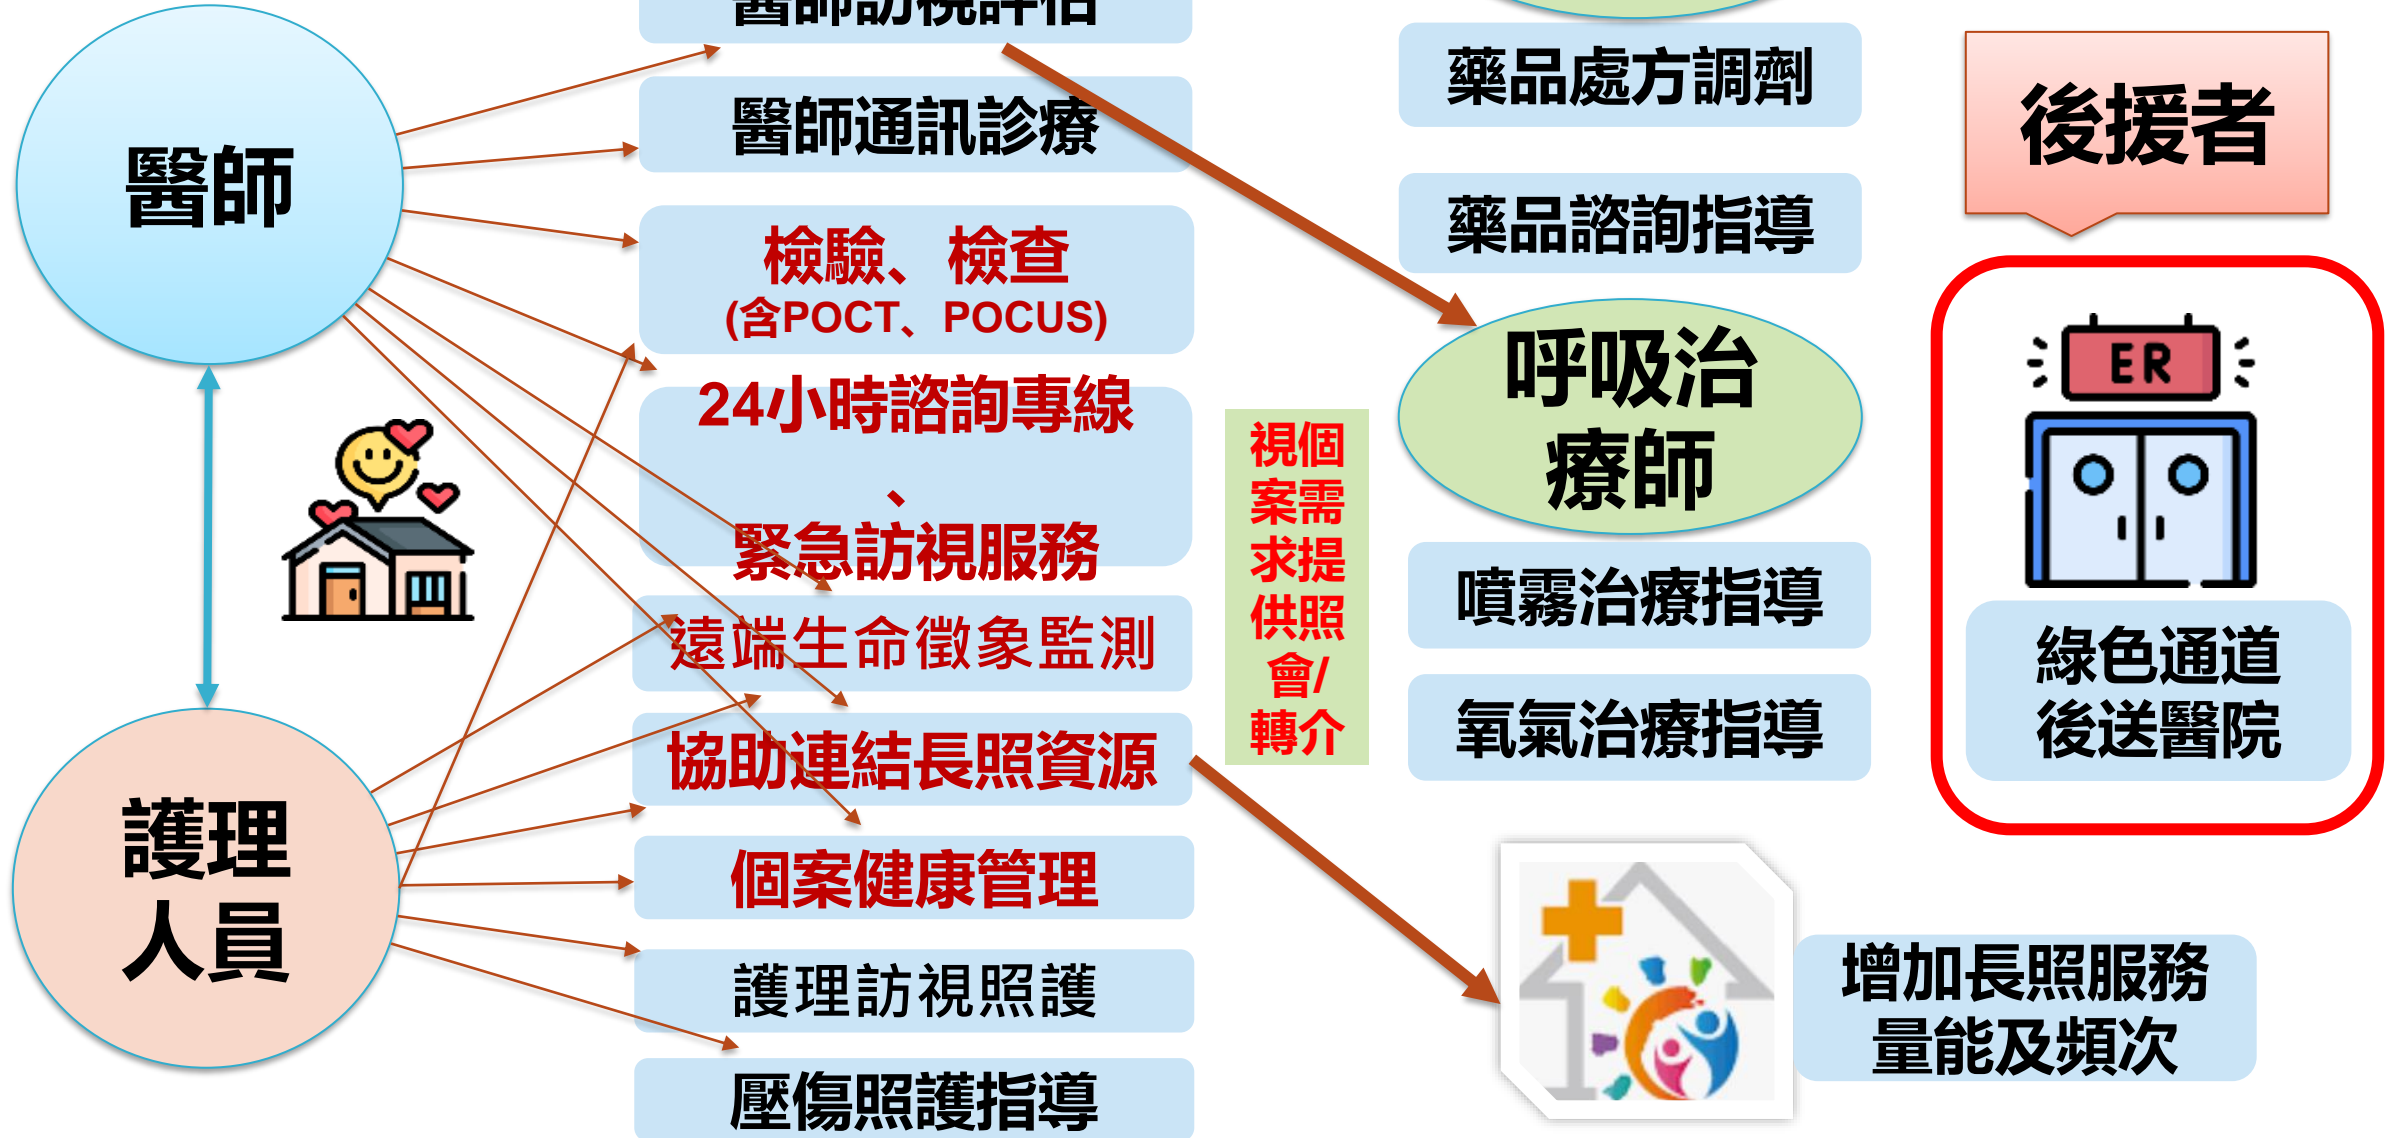 醫師
護理
人員
醫師訪視評估
醫師通訊診療
檢驗、檢查
(含POCT、POCUS)
24小時諮詢專線
、
緊急訪視服務
遠端生命徵象監測
協助連結長照資源
個案健康管理
護理訪視照護
壓傷照護指導
視個
案需
求提
供照
會/
轉介
藥品處方調劑
藥品諮詢指導
呼吸治
療師
噴霧治療指導
氧氣治療指導
增加長照服務
量能及頻次
後援者
ER
綠色通道
後送醫院